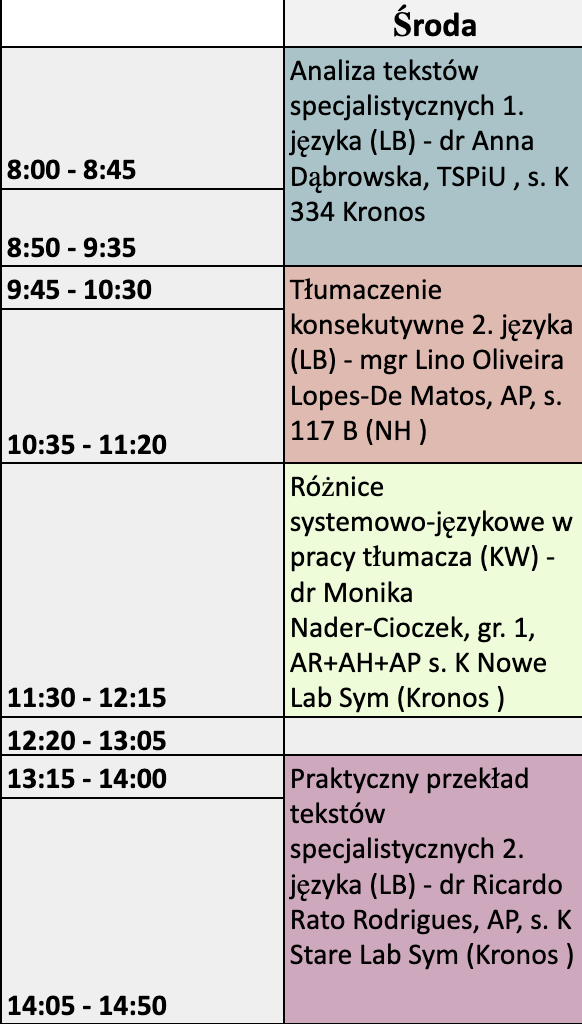 Środa
8:00 - 8:45
8:50 - 9:35
Analiza tekstów
specjalistycznych 1.
języka (LB) - dr Anna
Dąbrowska, TSPiU , s. K
334 Kronos
9:45 - 10:30
10:35 - 11:20
Tłumaczenie
konsekutywne 2. języka
(LB) - mgr Lino Oliveira
Lopes-De Matos, AP, s.
117 B (NH )
11:30 - 12:15
Różnice
systemowo-językowe w
pracy tłumacza (KW) -
dr Monika
Nader-Cioczek, gr. 1,
AR+AH+AP s. K Nowe
Lab Sym (Kronos )
12:20 - 13:05
13:15 - 14:00
14:05 - 14:50
Praktyczny przekład
tekstów
specjalistycznych 2.
języka (LB) - dr Ricardo
Rato Rodrigues, AP, s. K
Stare Lab Sym (Kronos )